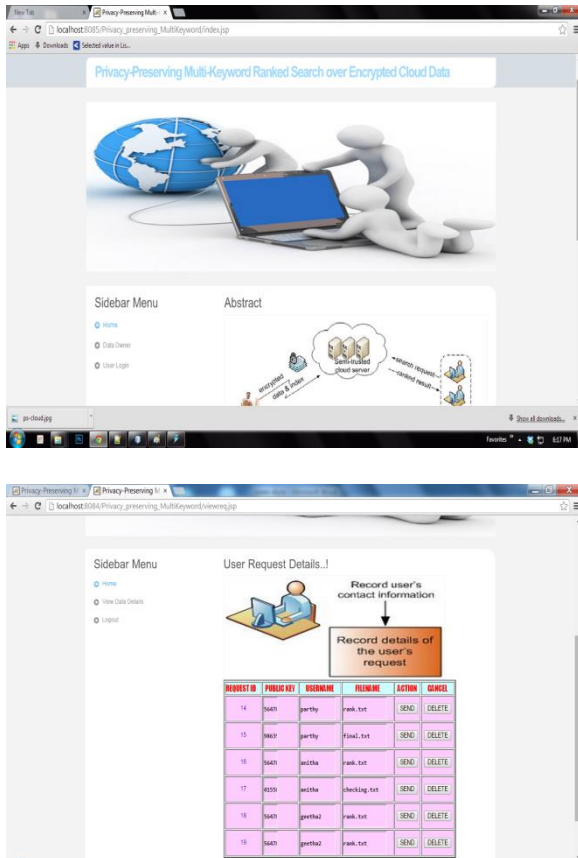 New Tab Privacy-Preserving Mult
localhost:8085/Privacy_preserving_MultiKeyword/index.jsp
Apps Downloads Selected value in Lis...
Privacy-Preserving Multi-Keyword Ranked Search over Encrypted Cloud Data
Sidebar Menu
Home
Data Owner
User Login
Abstract
Semi-trusted
cloud server
encrypted
data & index
search request
ranked result
ps-cloud.jpg
Show all downloads...
Favorites
6:17 PM
Privacy-Preserving M Privacy-Preserving M
localhost:8084/Privacy_preserving_MultiKeyword/viewreq.jsp
Sidebar Menu
Home
View Data Details
Logout
User Request Details..!
Record user's
contact information
Record details of
the user's
request
REQUEST ID PUBLIC KEY USERNAME FILENAME ACTION CANCEL
14 parthy rank.txt SEND DELETE
15 parthy final.txt SEND DELETE
16 anitha rank.txt SEND DELETE
17 anitha checking.txt SEND DELETE
18 geetha2 rank.txt SEND DELETE
19 geetha2 rank.txt SEND DELETE